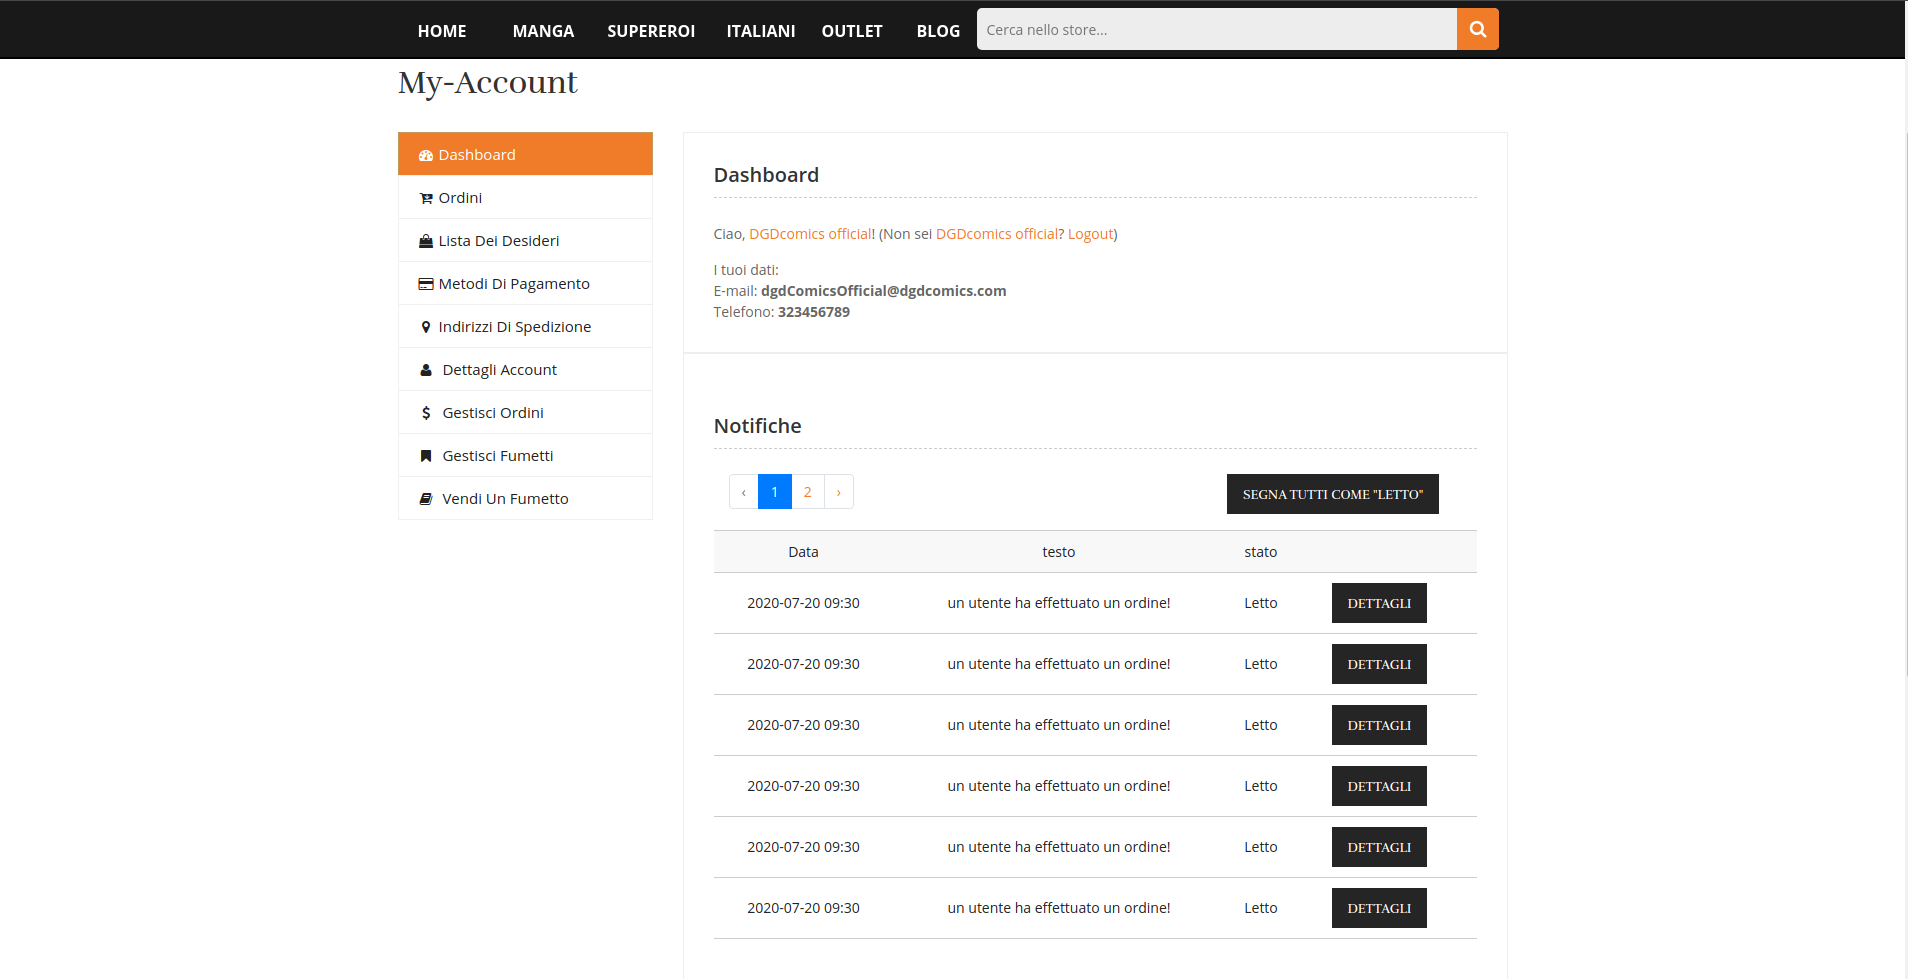 HOME MANGA SUPEREROI ITALIANI OUTLET BLOG Cerca nello store...
My-Account
Dashboard
Ordini
Lista Dei Desideri
Metodi Di Pagamento
Indirizzi Di Spedizione
Dettagli Account
Gestisci Ordini
Gestisci Fumetti
Vendi Un Fumetto
Dashboard
Ciao, DGDcomics official! (Non sei DGDcomics official? Logout)
I tuoi dati:
E-mail: dgdComicsOfficial@dgdcomics.com
Telefono: 323456789
Notifiche
‹ 1 2 ›
SEGNA TUTTI COME "LETTO"
Data testo stato
2020-07-20 09:30 un utente ha effettuato un ordine! Letto DETTAGLI
2020-07-20 09:30 un utente ha effettuato un ordine! Letto DETTAGLI
2020-07-20 09:30 un utente ha effettuato un ordine! Letto DETTAGLI
2020-07-20 09:30 un utente ha effettuato un ordine! Letto DETTAGLI
2020-07-20 09:30 un utente ha effettuato un ordine! Letto DETTAGLI
2020-07-20 09:30 un utente ha effettuato un ordine! Letto DETTAGLI